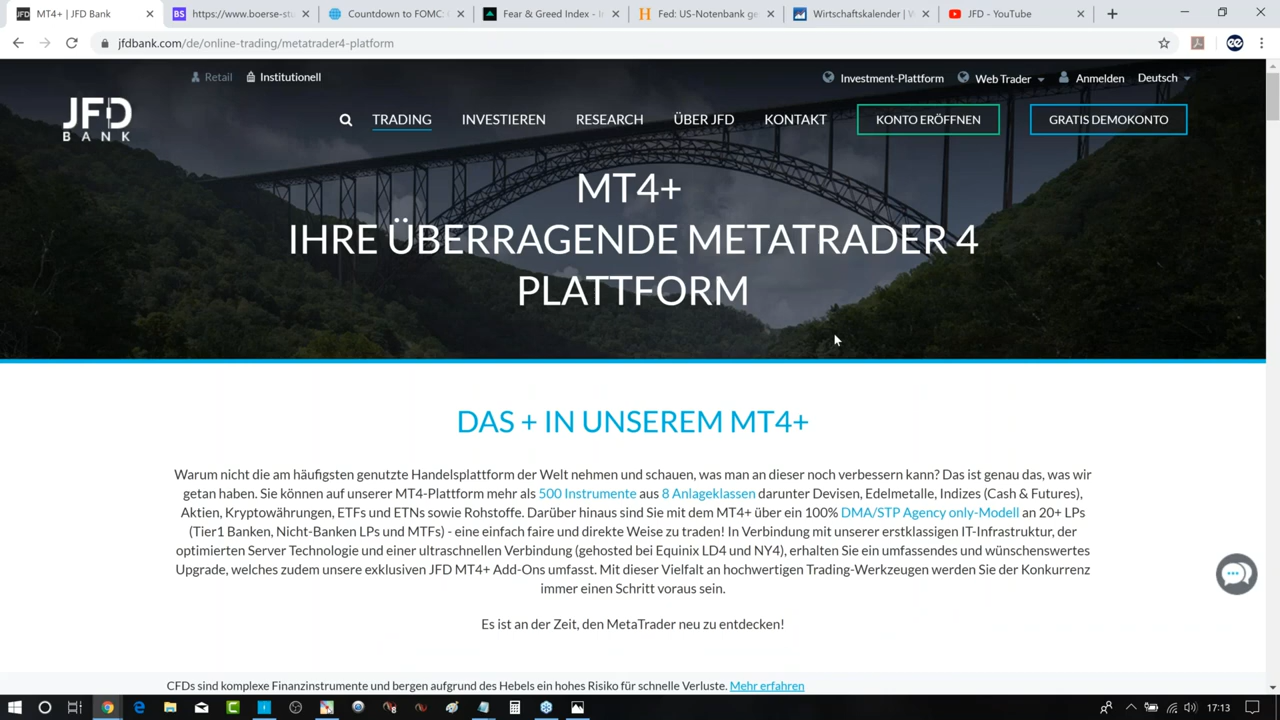 MT4+ | JFD Bank
https://www.boerse-stu
Countdown to FOMC:
Fear & Greed Index - I
Fed: US-Notenbank ge
Wirtschaftskalender | W
JFD - YouTube
jfdbank.com/de/online-trading/metatrader4-platform
Retail Institutionell Investment-Plattform Web Trader Anmelden Deutsch
JFD BANK
TRADING INVESTIEREN RESEARCH ÜBER JFD KONTAKT KONTO ERÖFFNEN GRATIS DEMOKONTO
MT4+
IHRE ÜBERRAGENDE METATRADER 4
PLATTFORM
DAS + IN UNSEREM MT4+
Warum nicht die am häufigsten genutzte Handelsplattform der Welt nehmen und schauen, was man an dieser noch verbessern kann? Das ist genau das, was wir
getan haben. Sie können auf unserer MT4-Plattform mehr als 500 Instrumente aus 8 Anlageklassen darunter Devisen, Edelmetalle, Indizes (Cash & Futures),
Aktien, Kryptowährungen, ETFs und ETNs sowie Rohstoffe. Darüber hinaus sind Sie mit dem MT4+ über ein 100% DMA/STP Agency only-Modell an 20+ LPs
(Tier1 Banken, Nicht-Banken LPs und MTFs) - eine einfach faire und direkte Weise zu traden! In Verbindung mit unserer erstklassigen IT-Infrastruktur, der
optimierten Server Technologie und einer ultraschnellen Verbindung (gehosted bei Equinix LD4 und NY4), erhalten Sie ein umfassendes und wünschenswertes
Upgrade, welches zudem unsere exklusiven JFD MT4+ Add-Ons umfasst. Mit dieser Vielfalt an hochwertigen Trading-Werkzeugen werden Sie der Konkurrenz
immer einen Schritt voraus sein.
Es ist an der Zeit, den MetaTrader neu zu entdecken!
CFDs sind komplexe Finanzinstrumente und bergen aufgrund des Hebels ein hohes Risiko für schnelle Verluste. Mehr erfahren
17:13